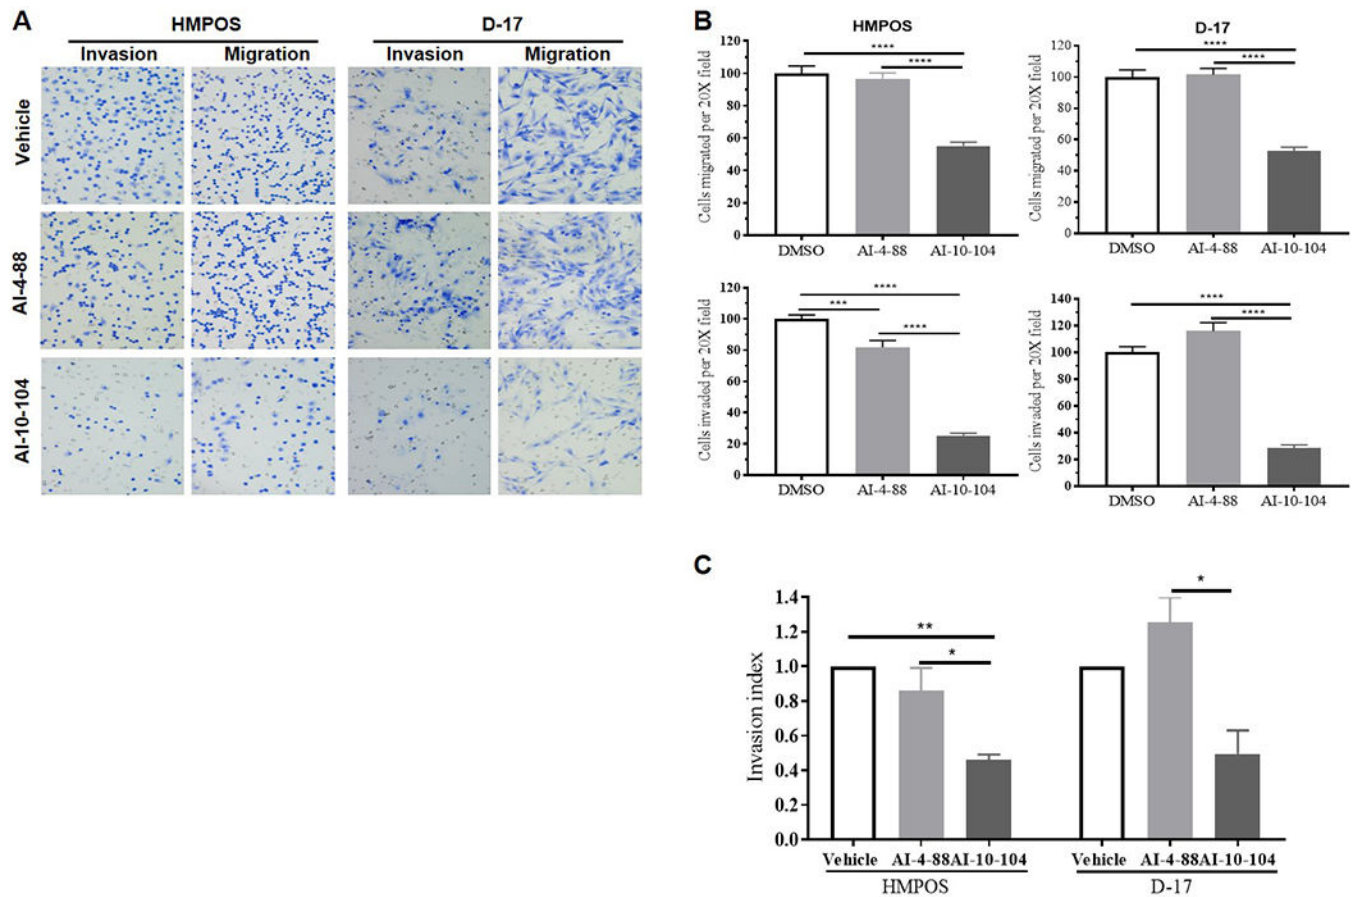 A
HMPOS
D-17
Invasion
Migration
Invasion
Migration
Vehicle
AI-4-88
AI-10-104
B
HMPOS
Cells migrated per 20X field
120
100
80
60
40
20
0
****
****
DMSO
AI-4-88
AI-10-104
D-17
Cells migrated per 20X field
120
100
80
60
40
20
0
****
****
DMSO
AI-4-88
AI-10-104
Cells invaded per 20X field
120
100
80
60
40
20
0
****
***
****
DMSO
AI-4-88
AI-10-104
Cells invaded per 20X field
140
120
100
80
60
40
20
0
****
****
DMSO
AI-4-88
AI-10-104
C
Invasion index
1.4
1.2
1.0
0.8
0.6
0.4
0.2
0.0
**
*
*
Vehicle
AI-4-88
AI-10-104
Vehicle
AI-4-88
AI-10-104
HMPOS
D-17